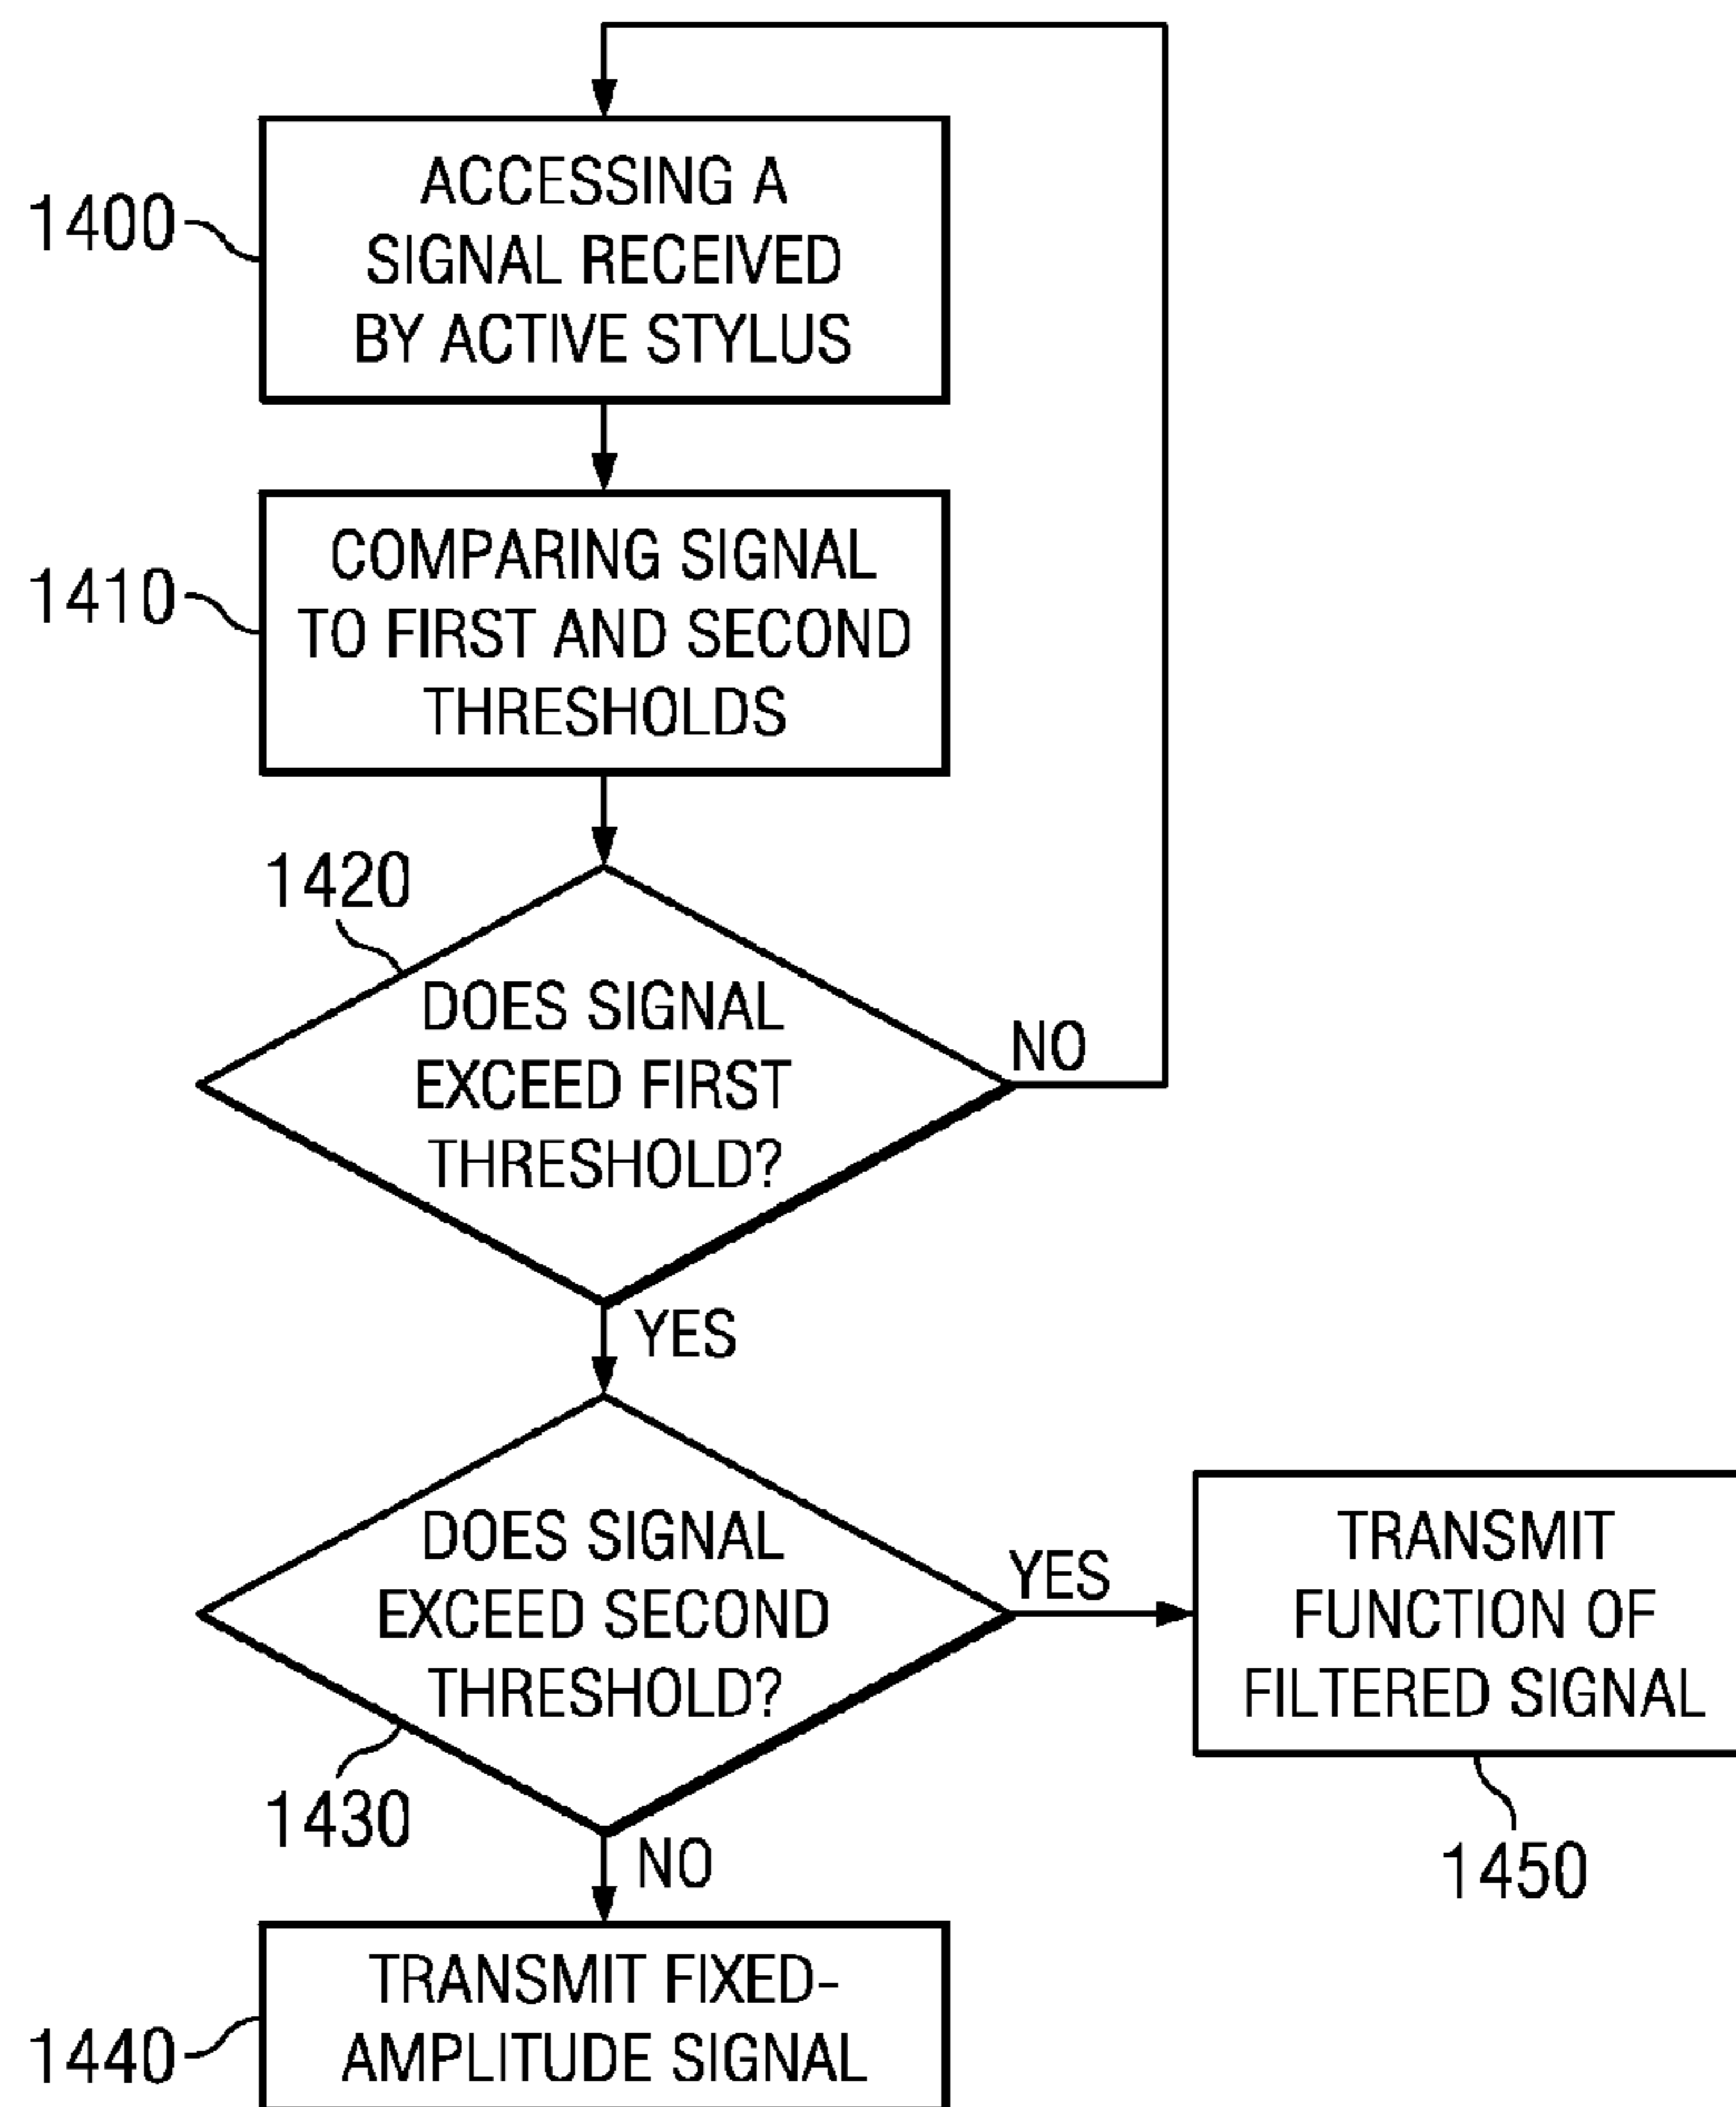 1400
ACCESSING A
SIGNAL RECEIVED
BY ACTIVE STYLUS
1410
COMPARING SIGNAL
TO FIRST AND SECOND
THRESHOLDS
1420
DOES SIGNAL
EXCEED FIRST
THRESHOLD?
NO
YES
DOES SIGNAL
EXCEED SECOND
THRESHOLD?
YES
1430
NO
TRANSMIT
FUNCTION OF
FILTERED SIGNAL
1450
1440
TRANSMIT FIXED-
AMPLITUDE SIGNAL